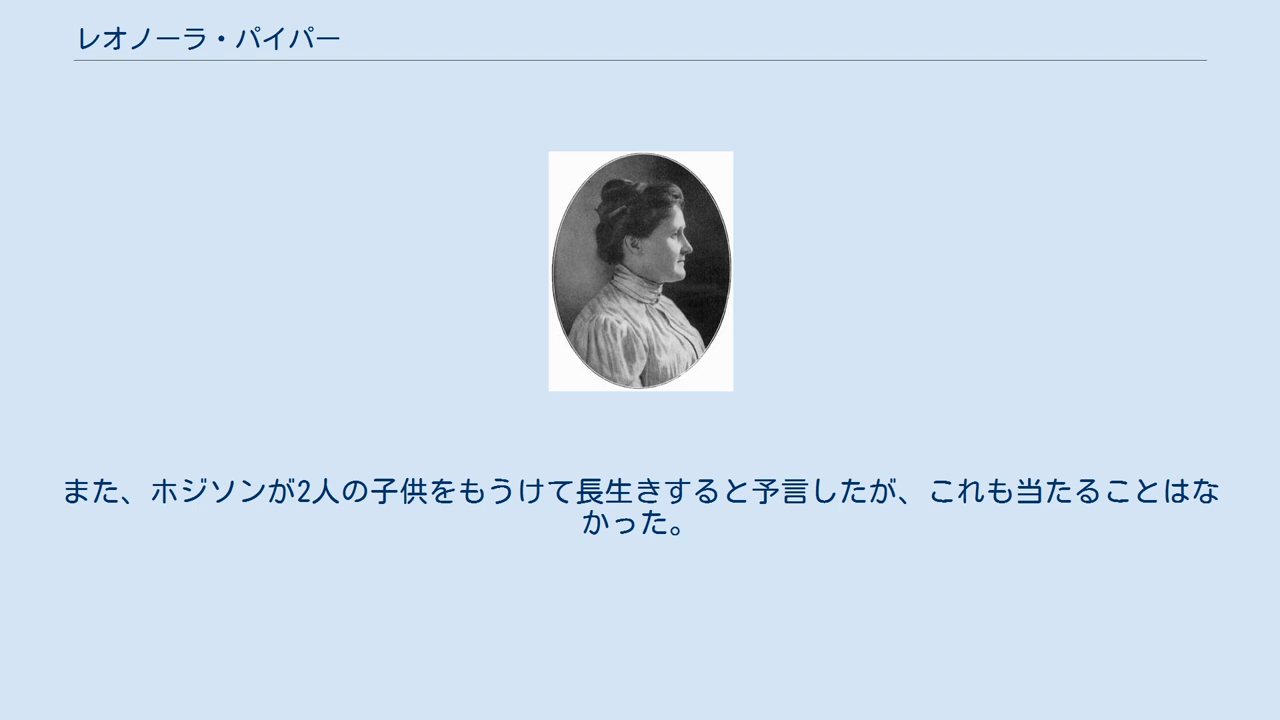 レオノーラ・パイパー
また、ホジソンが2人の子供をもうけて長生きすると予言したが、これも当たることはな
かった。